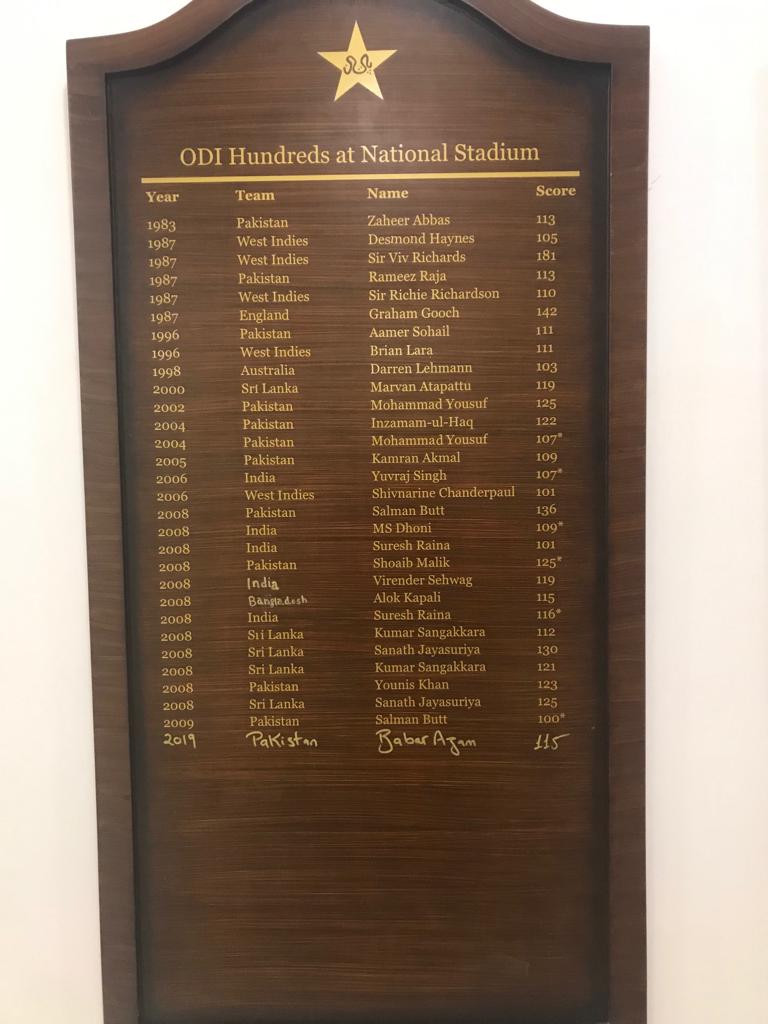 ODI Hundreds at National Stadium
Year Team Name Score
1983 Pakistan Zaheer Abbas 113
1987 West Indies Desmond Haynes 105
1987 West Indies Sir Viv Richards 181
1987 Pakistan Rameez Raja 113
1987 West Indies Sir Richie Richardson 110
1987 England Graham Gooch 142
1996 Pakistan Aamer Sohail 111
1996 West Indies Brian Lara 111
1998 Australia Darren Lehmann 103
2000 Sri Lanka Marvan Atapattu 119
2002 Pakistan Mohammad Yousuf 125
2004 Pakistan Inzamam-ul-Haq 122
2004 Pakistan Mohammad Yousuf 107*
2005 Pakistan Kamran Akmal 109
2006 India Yuvraj Singh 107*
2006 West Indies Shivnarine Chanderpaul 101
2008 Pakistan Salman Butt 136
2008 India MS Dhoni 109*
2008 India Suresh Raina 101
2008 Pakistan Shoaib Malik 125*
2008 India Virender Sehwag 119
2008 Bangladesh Alok Kapali 115
2008 India Suresh Raina 116*
2008 Sri Lanka Kumar Sangakkara 112
2008 Sri Lanka Sanath Jayasuriya 130
2008 Sri Lanka Kumar Sangakkara 121
2008 Pakistan Younis Khan 123
2008 Sri Lanka Sanath Jayasuriya 125
2009 Pakistan Salman Butt 100*
2019 Pakistan Babar Azam 115